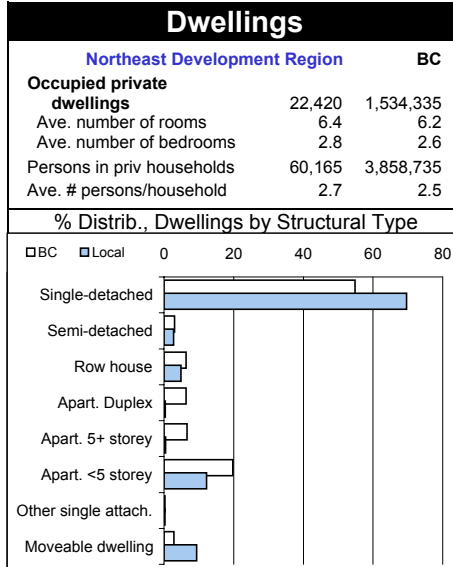 Dwellings
Northeast Development Region BC
Occupied private
dwellings 22,420 1,534,335
Ave. number of rooms 6.4 6.2
Ave. number of bedrooms 2.8 2.6
Persons in priv households 60,165 3,858,735
Ave. # persons/household 2.7 2.5
% Distrib., Dwellings by Structural Type
BC Local 0 20 40 60 80
Single-detached
Semi-detached
Row house
Apart. Duplex
Apart. 5+ storey
Apart. <5 storey
Other single attach.
Moveable dwelling